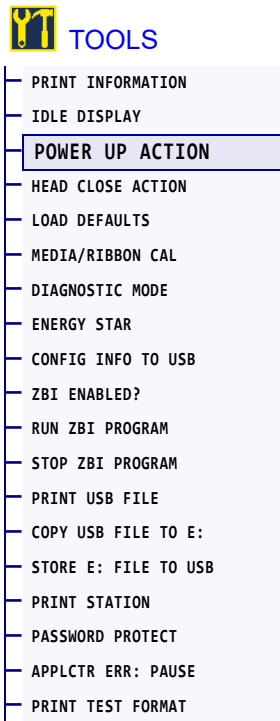 TOOLS
PRINT INFORMATION
IDLE DISPLAY
POWER UP ACTION
HEAD CLOSE ACTION
LOAD DEFAULTS
MEDIA/RIBBON CAL
DIAGNOSTIC MODE
ENERGY STAR
CONFIG INFO TO USB
ZBI ENABLED?
RUN ZBI PROGRAM
STOP ZBI PROGRAM
PRINT USB FILE
COPY USB FILE TO E:
STORE E: FILE TO USB
PRINT STATION
PASSWORD PROTECT
APPLCTR ERR: PAUSE
PRINT TEST FORMAT